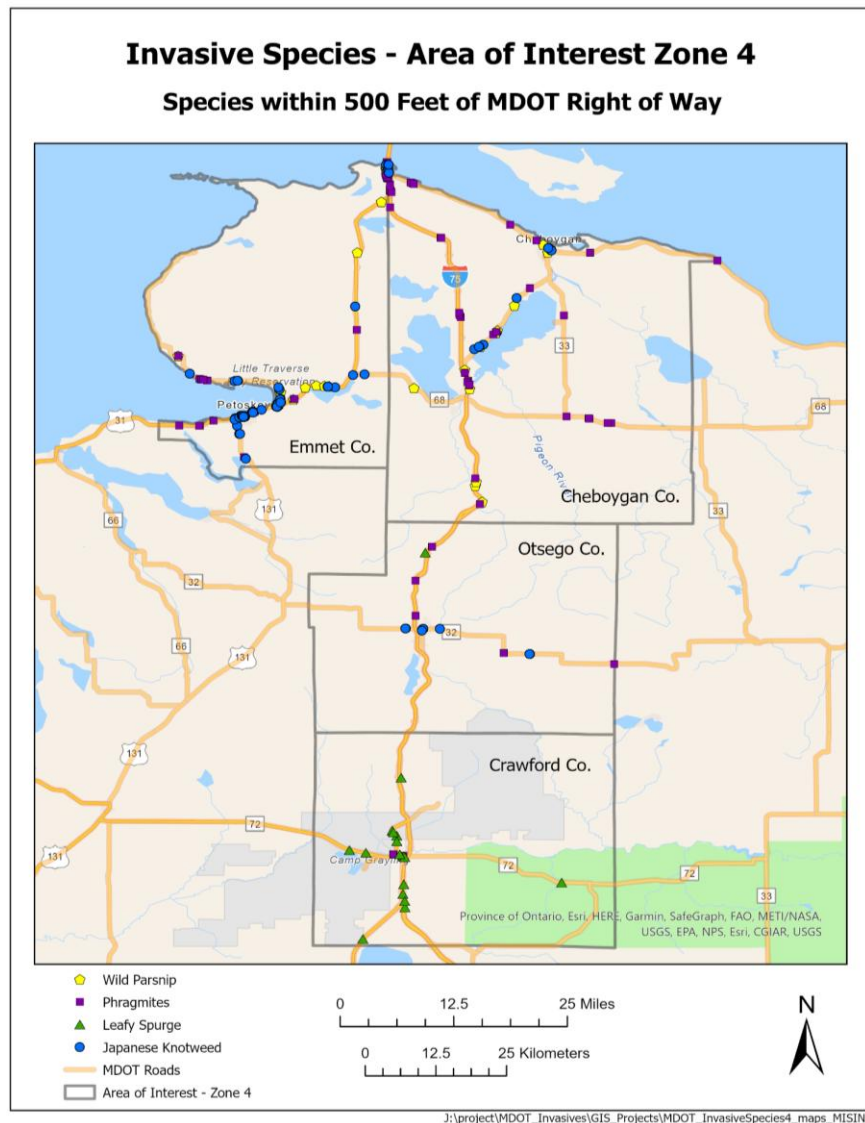 Invasive Species - Area of Interest Zone 4
Species within 500 Feet of MDOT Right of Way
Cheboygan
75
33
Little Traverse
Bay Reservation
Petoskey
68
68
31
Emmet Co.
Pigeon River
Cheboygan Co.
131
66
33
Otsego Co.
32
32
66
131
131
Crawford Co.
72
131
Camp Grayling
72
72
33
Province of Ontario, Esri, HERE, Garmin, SafeGraph, FAO, METI/NASA,
USGS, EPA, NPS, Esri, CGIAR, USGS
Wild Parsnip
Phragmites
Leafy Spurge
Japanese Knotweed
MDOT Roads
Area of Interest - Zone 4
0 12.5 25 Miles
0 12.5 25 Kilometers
N
J:\project\MDOT_Invasives\GIS_Projects\MDOT_InvasiveSpecies4_maps_MISIN